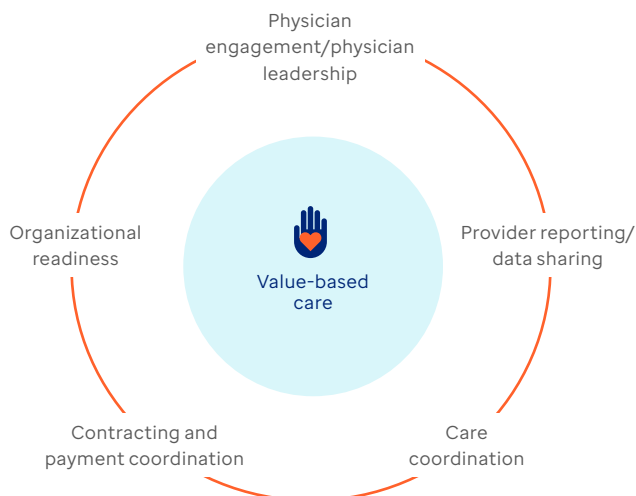 Physician
engagement/physician
leadership
Organizational
readiness
Provider reporting/
data sharing
Value-based
care
Contracting and
payment coordination
Care
coordination